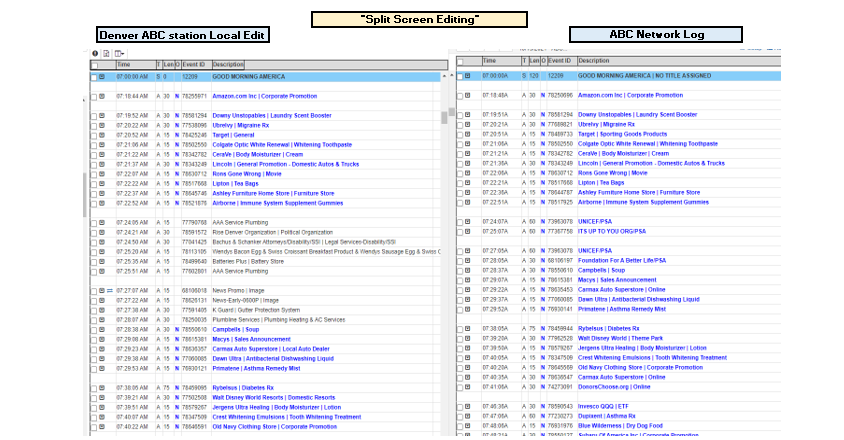 "Split Screen Editing"
Denver ABC station Local Edit
ABC Network Log
Time T Len O Event ID Description
07:00:00 AM S 0 12209 GOOD MORNING AMERICA
07:18:44 AM A 30 N 78255971 Amazon.com Inc | Corporate Promotion
07:19:52 AM A 30 N 78581294 Downy Unstopables | Laundry Scent Booster
07:20:22 AM A 30 N 77538096 Ubrelvy | Migraine Rx
07:20:52 AM A 15 N 78425246 Target | General
07:21:06 AM A 15 N 78502550 Colgate Optic White Renewal | Whitening Toothpaste
07:21:22 AM A 15 N 78342782 CeraVe | Body Moisturizer | Cream
07:21:37 AM A 30 N 78343249 Lincoln | General Promotion - Domestic Autos & Trucks
07:22:07 AM A 15 N 78630712 Rons Gone Wrong | Movie
07:22:22 AM A 15 N 78517668 Lipton | Tea Bags
07:22:37 AM A 15 N 78645746 Ashley Furniture Home Store | Furniture Store
07:22:52 AM A 15 N 78521876 Airborne | Immune System Supplement Gummies
07:24:05 AM A 15 77790768 AAA Service Plumbing
07:24:21 AM A 30 78591572 Rise Denver Organization | Political Organization
07:24:50 AM A 30 77041425 Bachus & Schanker Attorneys/Disability/SSI | Legal Services-Disability/SSI
07:25:20 AM A 15 78113105 Wendys Bacon Egg & Swiss Croissant Breakfast Product & Wendys Sausage Egg & Swiss C
07:25:35 AM A 15 78499640 Batteries Plus | Battery Store
07:25:51 AM A 15 77602801 AAA Service Plumbing
07:27:97 AM A 15 68106018 News Promo | Image
07:27:22 AM A 15 78626131 News-Early-0600P | Image
07:27:38 AM A 30 77591405 K Guard | Gutter Protection System
07:28:07 AM A 30 78250035 Plumbline Services | Plumbing Heating & AC Services
07:28:38 AM A 30 N 78550610 Campbells | Soup
07:29:08 AM A 15 N 78615381 Macys | Sales Announcement
07:29:23 AM A 15 N 78630258 Carmax Auto Superstore | Local Auto Dealer
07:29:38 AM A 15 N 77060085 Dawn Ultra | Antibacterial Dishwashing Liquid
07:29:53 AM A 15 N 76930121 Primatene | Asthma Remedy Mist
07:38:05 AM A 75 N 78459095 Rybelsus | Diabetes Rx
07:39:21 AM A 30 N 77502508 Walt Disney World Resorts | Domestic Resorts
07:39:51 AM A 15 N 78579267 Jergens Ultra Healing | Body Moisturizer | Lotion
07:40:07 AM A 15 N 78347509 Crest Whitening Emulsions | Tooth Whitening Treatment
07:40:22 AM A 15 N 78646591 Old Navy Clothing Store | Corporate Promotion
Time T Len O Event ID Description
07:00:00A S 120 12209 GOOD MORNING AMERICA | NO TITLE ASSIGNED
07:18:48A A 30 N 78250696 Amazon.com Inc | Corporate Promotion
07:19:51A A 30 N 78581294 Downy Unstopables | Laundry Scent Booster
07:20:21A A 30 N 77689821 Ubrelvy | Migraine Rx
07:20:51A A 15 N 78489733 Target | Sporting Goods Products
07:21:06A A 15 N 78502550 Colgate Optic White Renewal | Whitening Toothpaste
07:21:21A A 15 N 78342782 CeraVe | Body Moisturizer | Cream
07:21:36A A 30 N 78343249 Lincoln | General Promotion - Domestic Autos & Trucks
07:22:06A A 15 N 78630712 Rons Gone Wrong | Movie
07:22:21A A 15 N 78517668 Lipton | Tea Bags
07:22:36A A 15 N 78644787 Ashley Furniture Home Store | Furniture Store
07:22:51A A 15 N 78517925 Airborne | Immune System Supplement Gummies
07:24:07A A 60 N 73963078 UNICEF/PSA
07:25:07A A 60 N 77367758 ITS UP TO YOU ORG/PSA
07:27:05A A 60 N 73963078 UNICEF/PSA
07:28:05A A 30 N 68106197 Foundation For A Better Life/PSA
07:28:37A A 30 N 78550610 Campbells | Soup
07:29:07A A 15 N 78615381 Macys | Sales Announcement
07:29:22A A 15 N 78635453 Carmax Auto Superstore | Online
07:29:37A A 15 N 77060085 Dawn Ultra | Antibacterial Dishwashing Liquid
07:29:52A A 15 N 76930141 Primatene | Asthma Remedy Mist
07:38:05A A 75 N 78459944 Rybelsus | Diabetes Rx
07:39:20A A 30 N 77962528 Walt Disney World | Theme Park
07:39:50A A 15 N 78579267 Jergens Ultra Healing | Body Moisturizer | Lotion
07:40:05A A 15 N 78347509 Crest Whitening Emulsions | Tooth Whitening Treatment
07:40:20A A 15 N 78645569 Old Navy Clothing Store | Corporate Promotion
07:40:35A A 30 N 78636547 Carmax Auto Superstore | Online
07:41:06A A 30 N 74273091 DonorsChoose.org | Online
07:46:36A A 30 N 78590543 Invesco QQQ | ETF
07:47:06A A 60 N 77230273 Dupixent | Asthma Rx
07:48:06A A 15 N 76931976 Blue Wilderness | Dry Dog Food
07:48:21A A 30 N 78550127 Subaru Of America Inc | Corporate Promotion